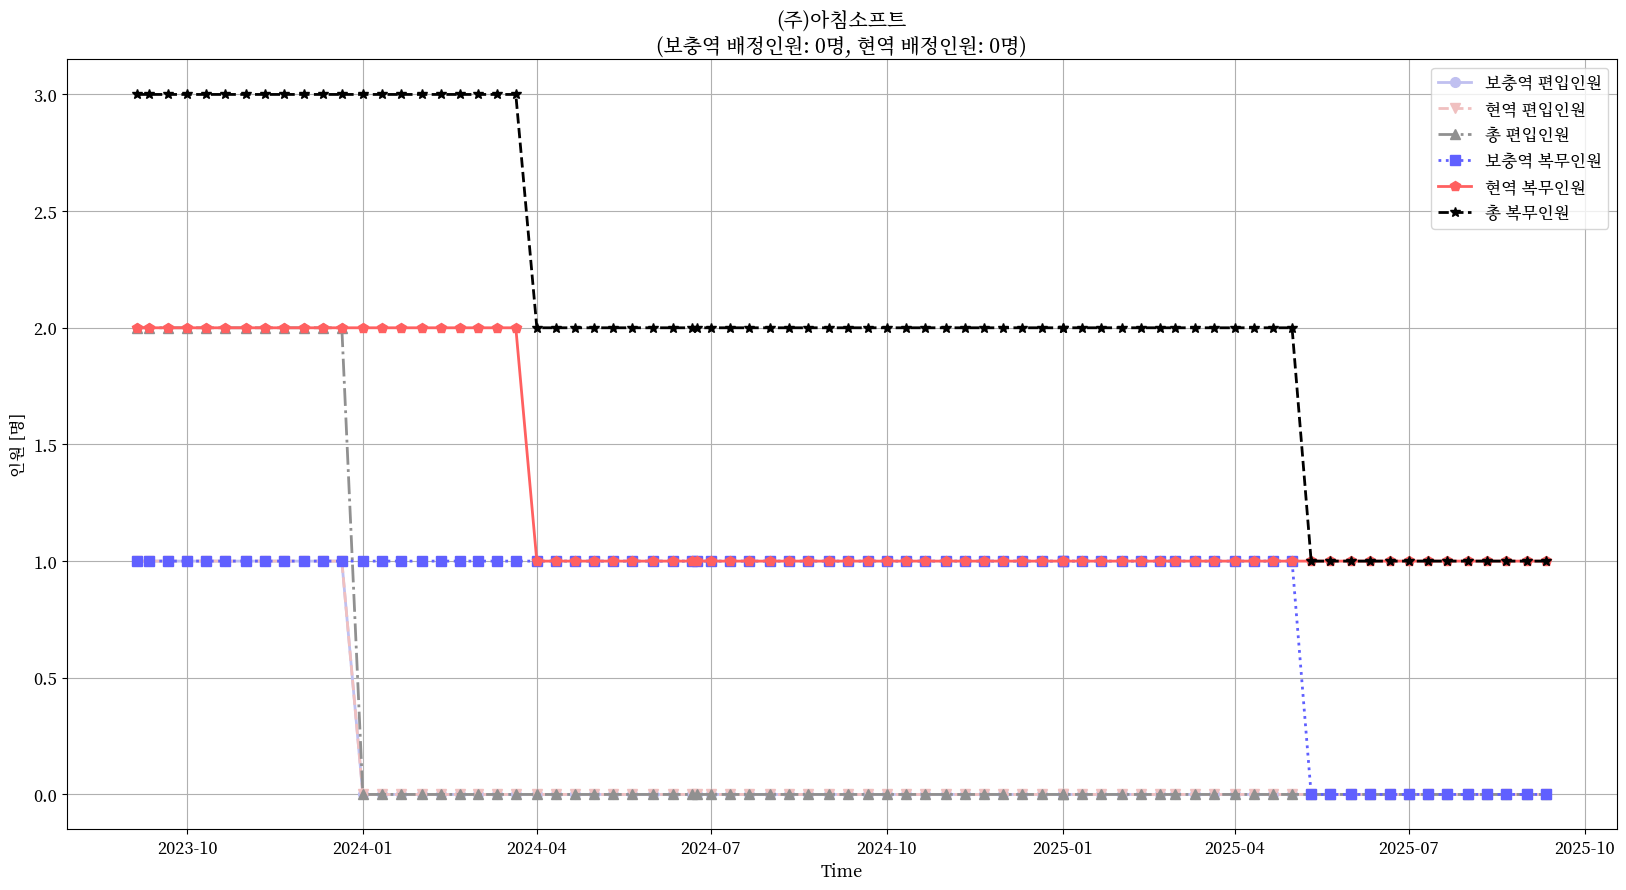 (주)아침소프트
(보충역 배정인원: 0명, 현역 배정인원: 0명)
보충역 편입인원
현역 편입인원
총 편입인원
보충역 복무인원
현역 복무인원
총 복무인원
인원 [명]
3.0
2.5
2.0
1.5
1.0
0.5
0.0
2023-10
2024-01
2024-04
2024-07
2024-10
2025-01
2025-04
2025-07
2025-10
Time